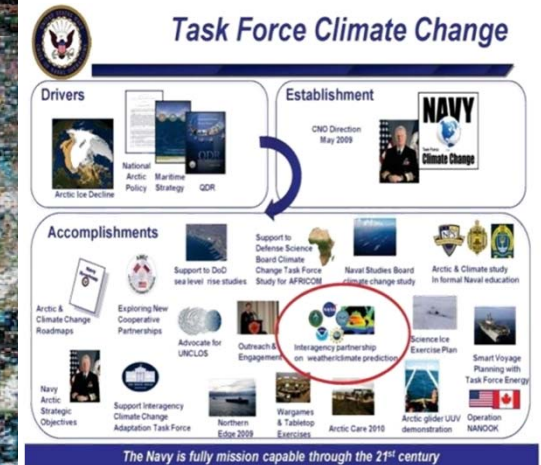 Task Force Climate Change
Drivers
Arctic Ice Decline
National
Arctic
Policy
Maritime
Strategy
QDR
QDR
Establishment
CNO Direction
May 2009
NAVY
Task Force
Climate Change
Accomplishments
Arctic &
Climate Change
Roadmaps
Support to DoD
sea level rise studies
Support to
Defense Science
Board Climate
Change Task Force
Study for AFRICOM
Naval Studies Board
climate change study
Arctic & Climate study
In formal Naval education
Exploring New
Cooperative
Partnerships
Advocate for
UNCLOS
Outreach &
Engagement
Interagency partnership
on weather/climate prediction
Science Ice
Exercise Plan
Smart Voyage
Planning with
Task Force Energy
Navy
Arctic
Strategic
Objectives
Support Interagency
Climate Change
Adaptation Task Force
Northern
Edge 2009
Wargames
& Tabletop
Exercises
Arctic Care 2010
Arctic glider UUV
demonstration
Operation
NANOOK
The Navy is fully mission capable through the 21st century